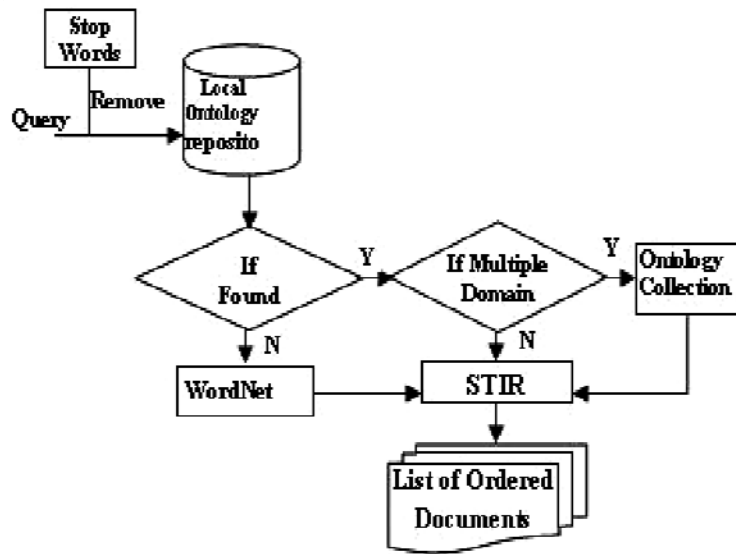 Stop
Words
Remove
Query
Local
Ontology
reposito
If
Found
Y
If Multiple
Domain
Y
Ontology
Collection
N
N
WordNet
STIR
List of Ordered
Documents